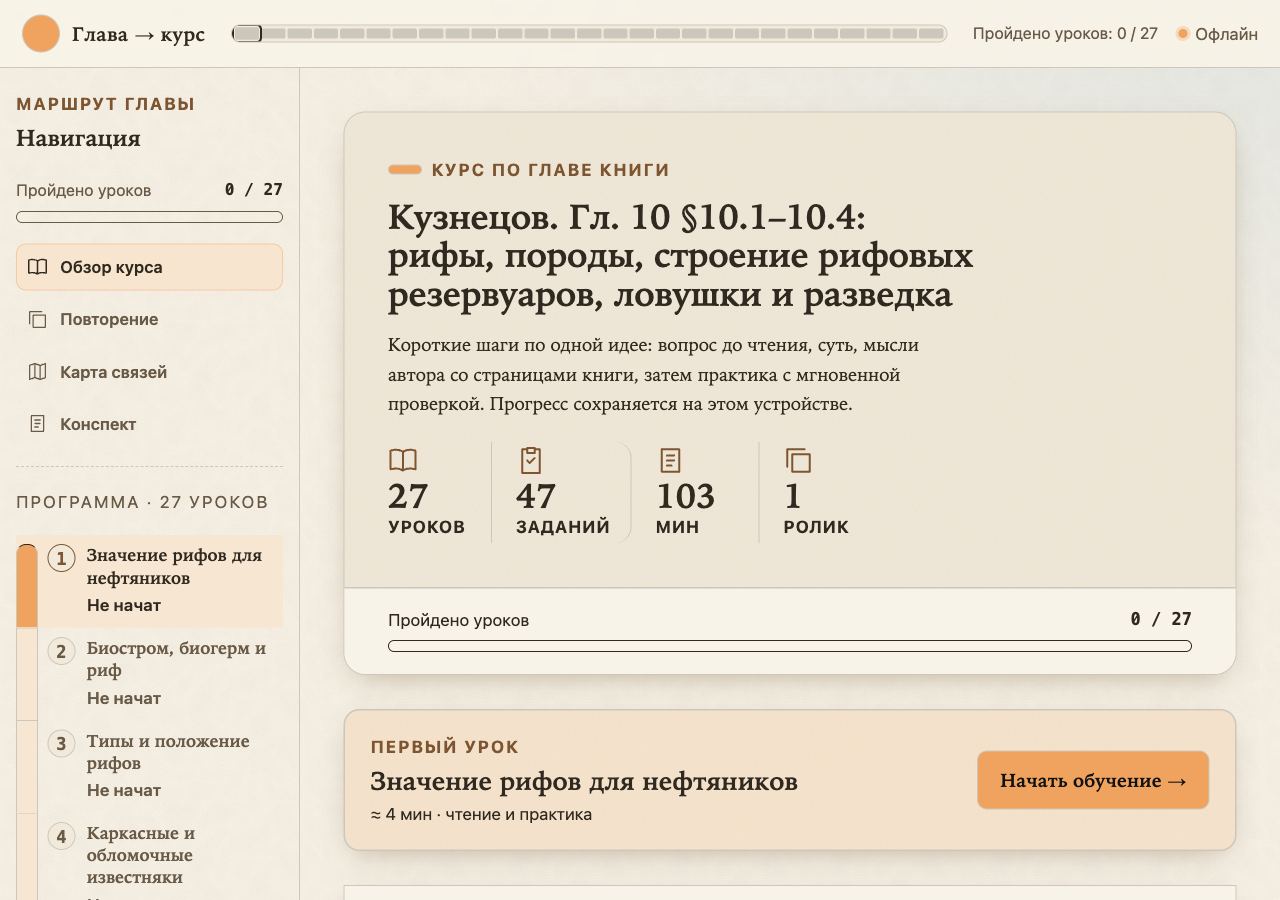 Глава → курс
Пройдено уроков: 0 / 27
Офлайн
МАРШРУТ ГЛАВЫ
Навигация
Пройдено уроков 0 / 27
Обзор курса
Повторение
Карта связей
Конспект
ПРОГРАММА · 27 УРОКОВ
1 Значение рифов для
нефтяников
Не начат
2 Биостром, биогерм и
риф
Не начат
3 Типы и положение
рифов
Не начат
4 Каркасные и
обломочные
известняки
КУРС ПО ГЛАВЕ КНИГИ
Кузнецов. Гл. 10 §10.1–10.4:
рифы, породы, строение рифовых
резервуаров, ловушки и разведка
Короткие шаги по одной идее: вопрос до чтения, суть, мысли
автора со страницами книги, затем практика с мгновенной
проверкой. Прогресс сохраняется на этом устройстве.
27
УРОКОВ
47
ЗАДАНИЙ
103
МИН
1
РОЛИК
Пройдено уроков 0 / 27
ПЕРВЫЙ УРОК
Значение рифов для нефтяников
≈ 4 мин · чтение и практика
Начать обучение →